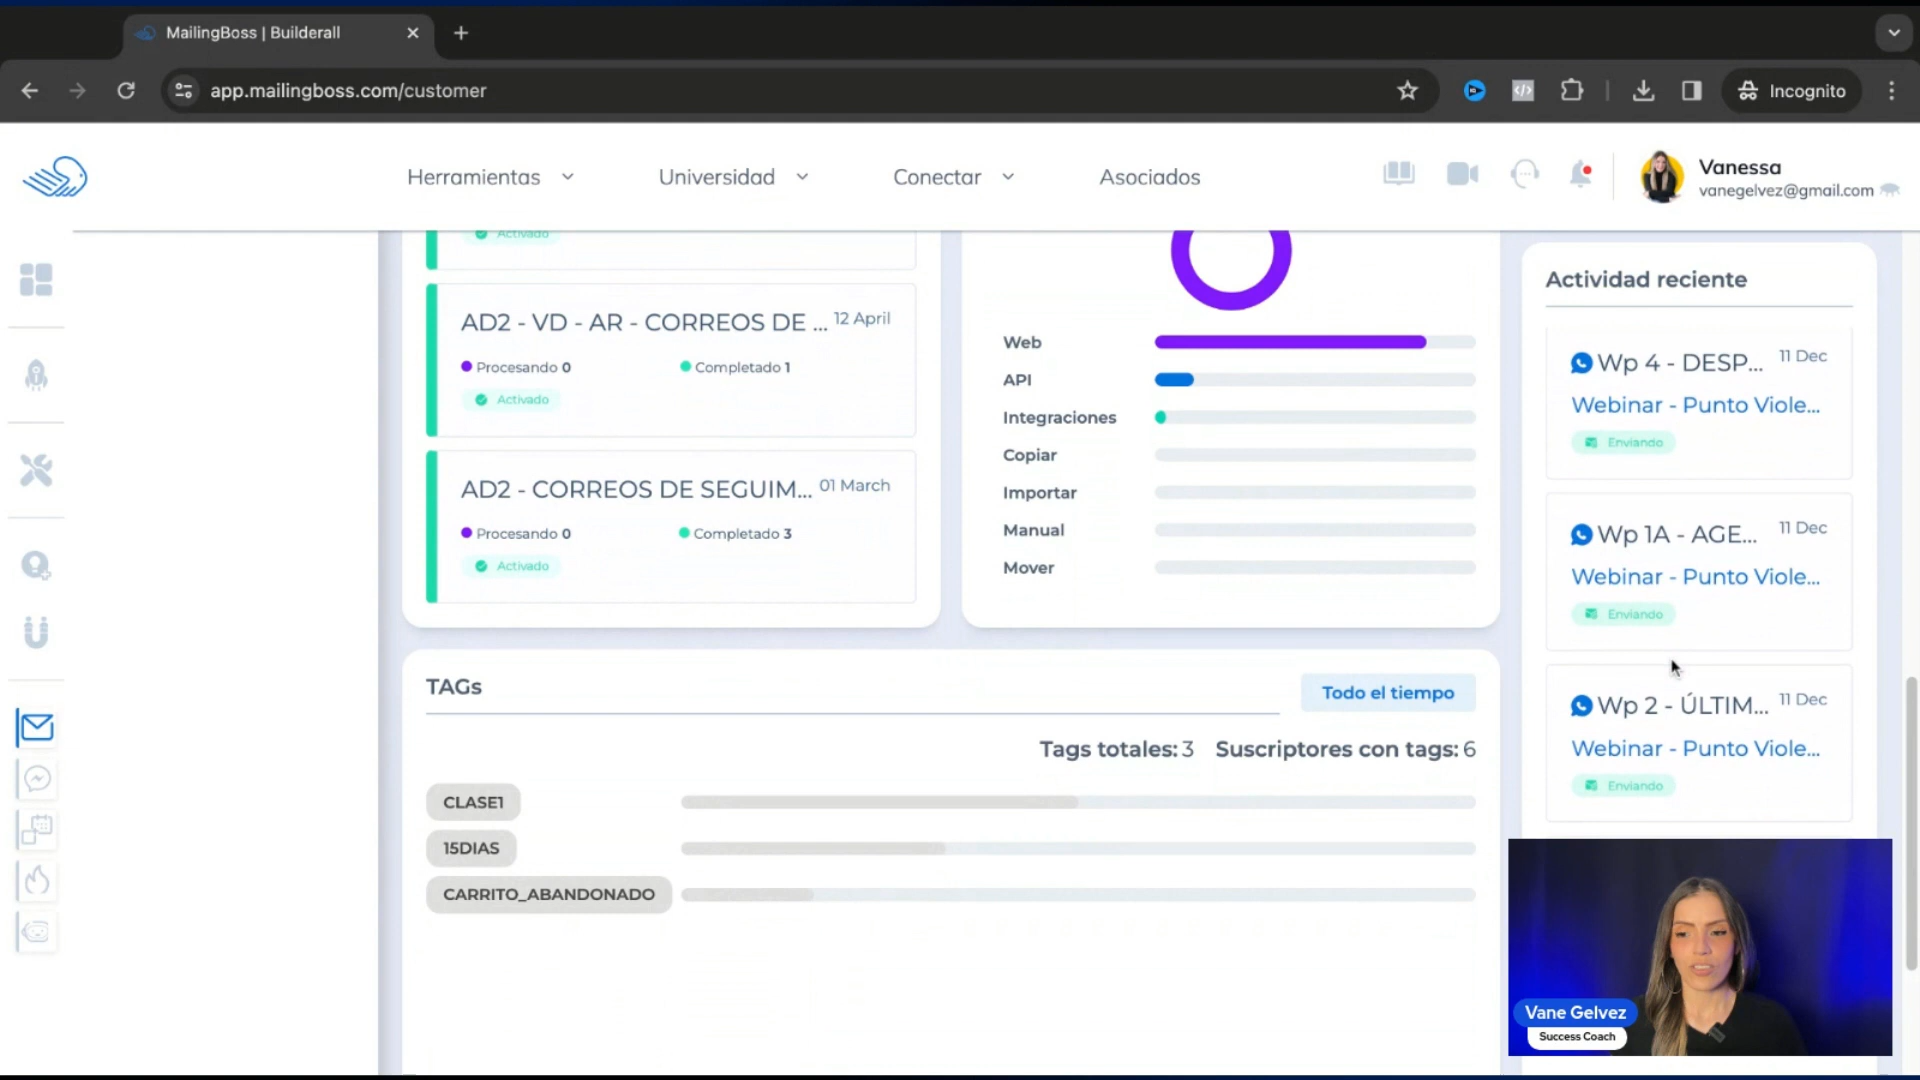 MailingBoss | Builderall
app.mailingboss.com/customer
Incognito
Herramientas
Universidad
Conectar
Asociados
Vanessa
vanegelvez@gmail.com
Activado
AD2 - VD - AR - CORREOS DE ...
12 April
Procesando 0
Completado 1
Activado
AD2 - CORREOS DE SEGUIM...
01 March
Procesando 0
Completado 3
Activado
Web
API
Integraciones
Copiar
Importar
Manual
Mover
TAGs
Todo el tiempo
Tags totales: 3
Suscriptores con tags: 6
CLASE1
15DIAS
CARRITO_ABANDONADO
Actividad reciente
Wp 4 - DESP...
11 Dec
Webinar - Punto Viole...
Enviando
Wp 1A - AGE...
11 Dec
Webinar - Punto Viole...
Enviando
Wp 2 - ÚLTIM...
11 Dec
Webinar - Punto Viole...
Enviando
Vane Gelvez
Success Coach